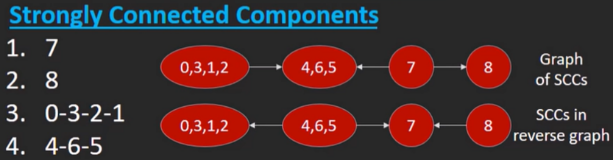 Strongly Connected Components
1. 7
2. 8
3. 0-3-2-1
4. 4-6-5
0,3,1,2
4,6,5
7
8
Graph
of SCCs
0,3,1,2
4,6,5
7
8
SCCs in
reverse graph